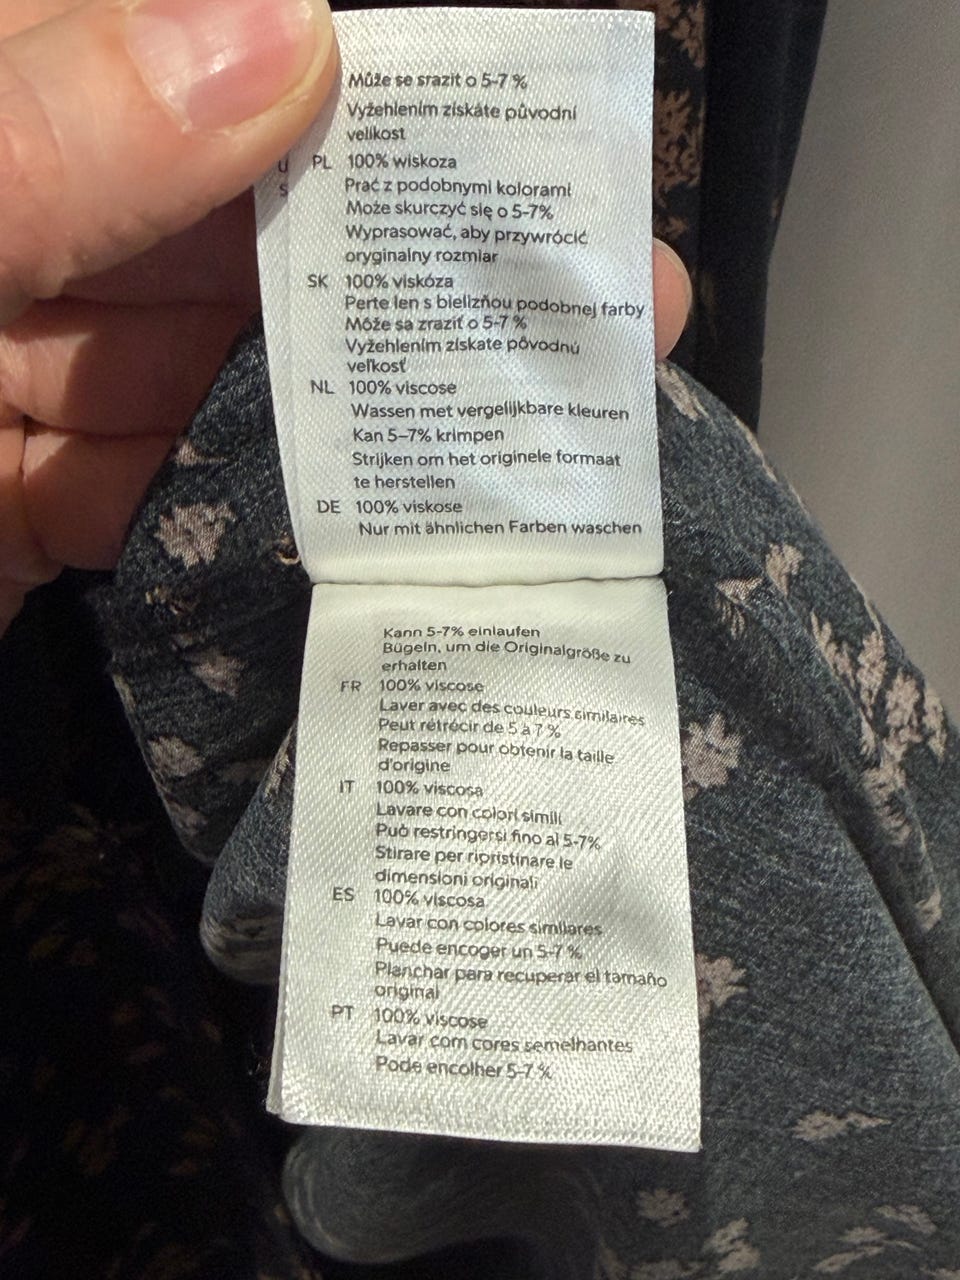 Může se srazit o 5-7 %
Vyžehlením získáte původní
velikost
PL 100% wiskoza
Prać z podobnymi kolorami
Może skurczyć się o 5-7%
Wyprasować, aby przywrócić
oryginalny rozmiar
SK 100% viskóza
Perte len s bielizňou podobnej farby
Môže sa zraziť o 5-7 %
Vyžehlením získate pôvodnú
veľkosť
NL 100% viscose
Wassen met vergelijkbare kleuren
Kan 5–7% krimpen
Strijken om het originele formaat
te herstellen
DE 100% viskose
Nur mit ähnlichen Farben waschen
Kann 5-7% einlaufen
Bügeln, um die Originalgröße zu
erhalten
FR 100% viscose
Laver avec des couleurs similaires
Peut rétrécir de 5 à 7 %
Repasser pour obtenir la taille
d'origine
IT 100% viscosa
Lavare con colori simili
Può restringersi fino al 5-7%
Stirare per ripristinare le
dimensioni originali
ES 100% viscosa
Lavar con colores similares
Puede encoger un 5-7 %
Planchar para recuperar el tamaño
original
PT 100% viscose
Lavar com cores semelhantes
Pode encolher 5-7 %